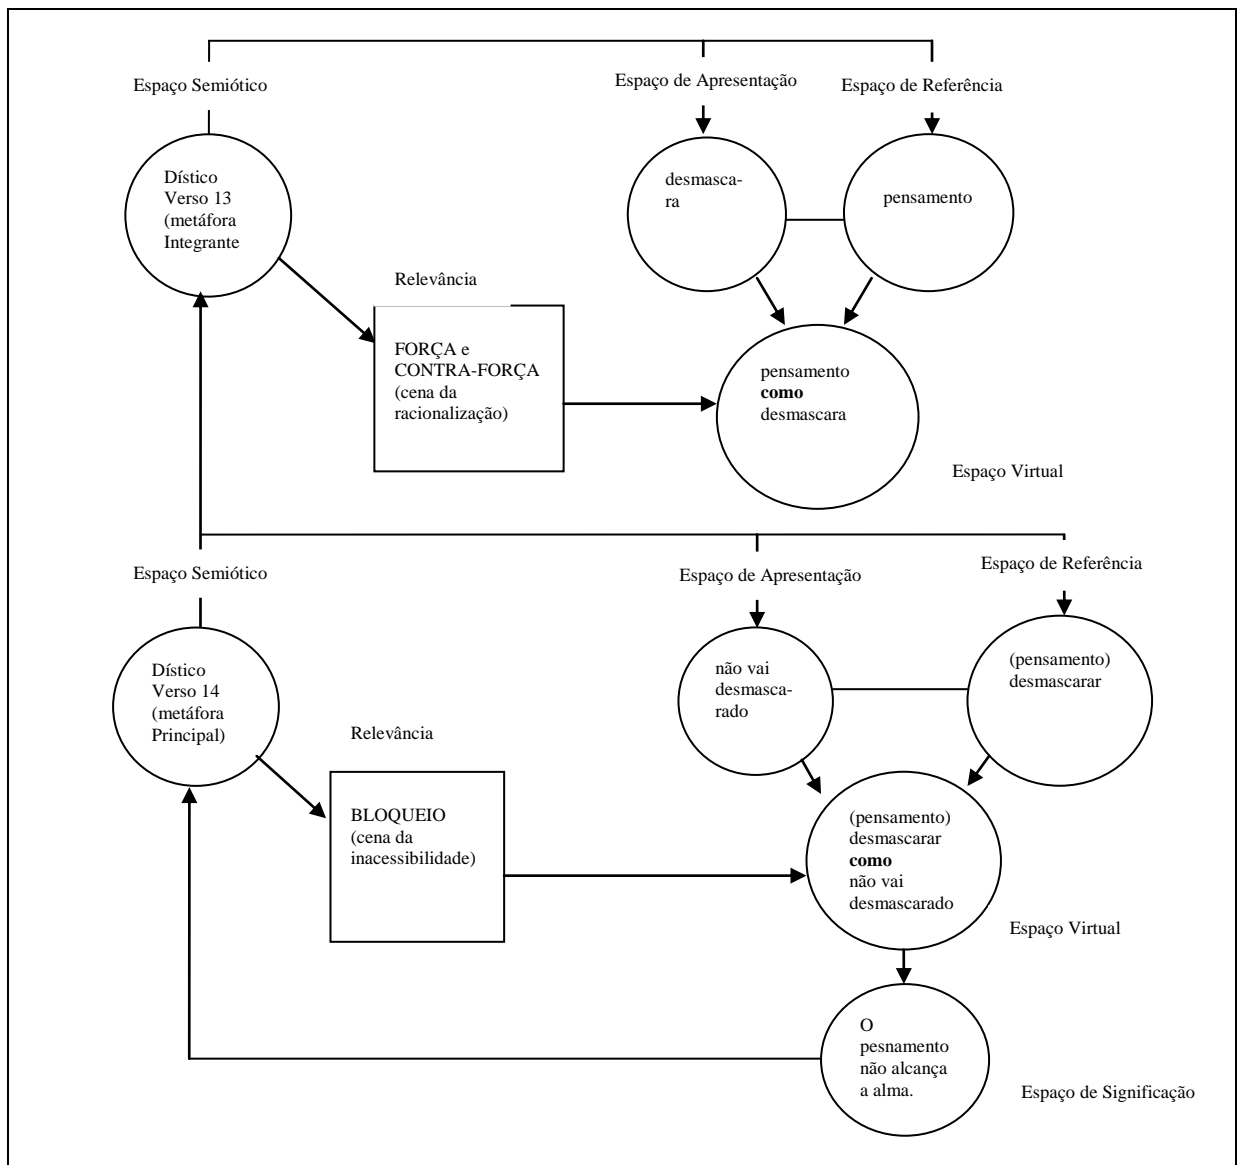 Espaço Semiótico
Espaço de Apresentação
Espaço de Referência
Dístico
Verso 13
(metáfora
Integrante
desmasca-
ra
pensamento
Relevância
FORÇA e
CONTRA-FORÇA
(cena da
racionalização)
pensamento
como
desmascara
Espaço Virtual
Espaço Semiótico
Espaço de Apresentação
Espaço de Referência
Dístico
Verso 14
(metáfora
Principal)
não vai
desmasca-
rado
(pensamento)
desmascarar
Relevância
BLOQUEIO
(cena da
inacessibilidade)
(pensamento)
desmascarar
como
não vai
desmascarado
Espaço Virtual
O
pesnamento
não alcança
a alma.
Espaço de Significação